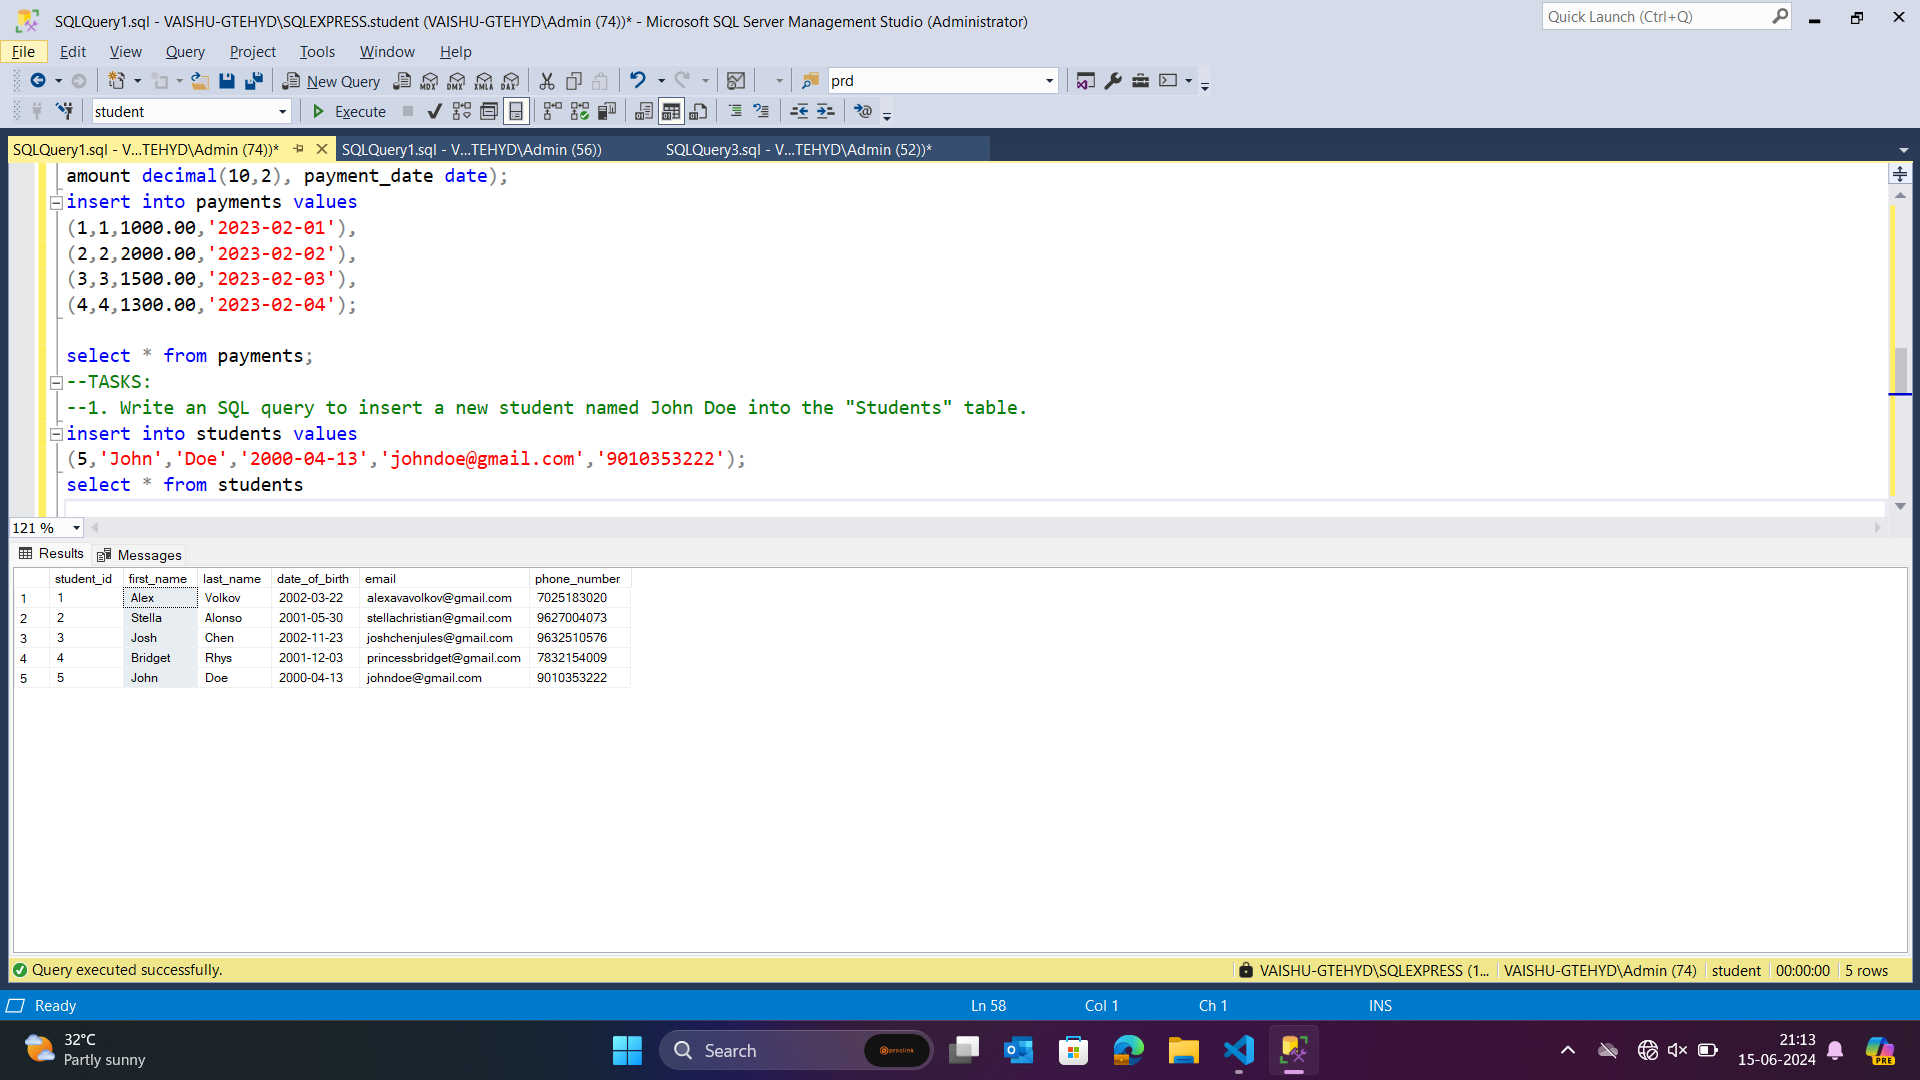 SQLQuery1.sql - VAISHU-GTEHYD\SQLEXPRESS.student (VAISHU-GTEHYD\Admin (74))* - Microsoft SQL Server Management Studio (Administrator)
Quick Launch (Ctrl+Q)
File Edit View Query Project Tools Window Help
New Query MDX DMX XMLA DAX prd
student Execute
SQLQuery1.sql - V...TEHYD\Admin (74))* SQLQuery1.sql - V...TEHYD\Admin (56)) SQLQuery3.sql - V...TEHYD\Admin (52))*
amount decimal(10,2), payment_date date);
insert into payments values
(1,1,1000.00,'2023-02-01'),
(2,2,2000.00,'2023-02-02'),
(3,3,1500.00,'2023-02-03'),
(4,4,1300.00,'2023-02-04');
select * from payments;
--TASKS:
--1. Write an SQL query to insert a new student named John Doe into the "Students" table.
insert into students values
(5,'John','Doe','2000-04-13','johndoe@gmail.com','9010353222');
select * from students
121 %
Results Messages
student_id first_name last_name date_of_birth email phone_number
1 1 Alex Volkov 2002-03-22 alexavavolkov@gmail.com 7025183020
2 2 Stella Alonso 2001-05-30 stellachristian@gmail.com 9627004073
3 3 Josh Chen 2002-11-23 joshchenjules@gmail.com 9632510576
4 4 Bridget Rhys 2001-12-03 princessbridget@gmail.com 7832154009
5 5 John Doe 2000-04-13 johndoe@gmail.com 9010353222
Query executed successfully. VAISHU-GTEHYD\SQLEXPRESS (1... VAISHU-GTEHYD\Admin (74) student 00:00:00 5 rows
Ready Ln 58 Col 1 Ch 1 INS
32°C
Partly sunny
Search
21:13
15-06-2024
PRE